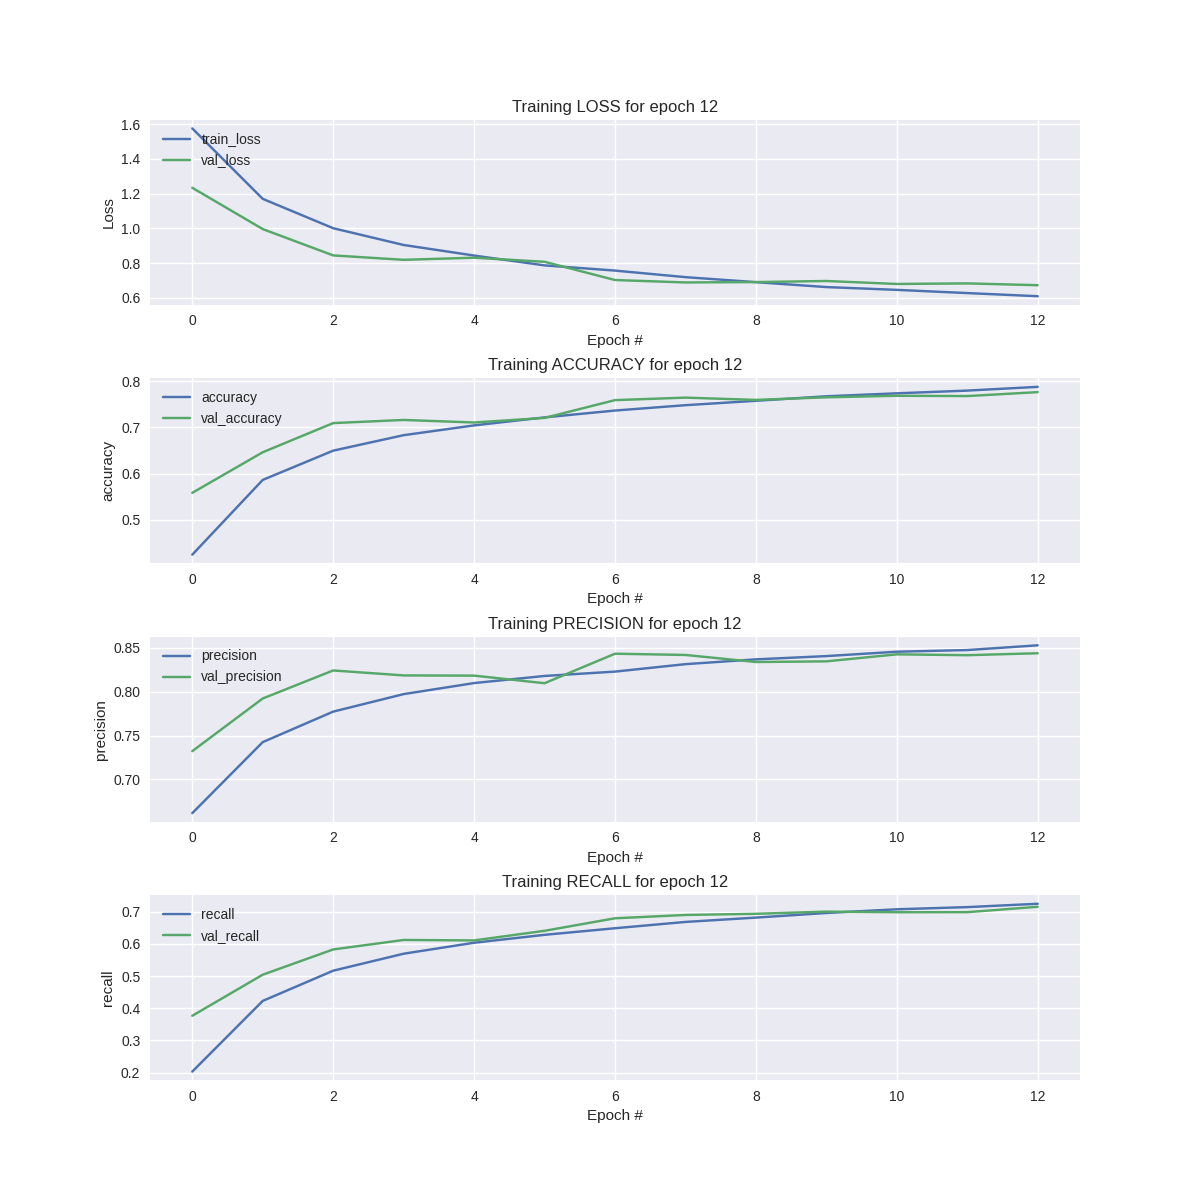 Training LOSS for epoch 12
1.6
1.4
1.2
1.0
0.8
0.6
Loss
train_loss
val_loss
0 2 4 6 8 10 12
Epoch #
Training ACCURACY for epoch 12
0.8
0.7
0.6
0.5
accuracy
accuracy
val_accuracy
0 2 4 6 8 10 12
Epoch #
Training PRECISION for epoch 12
0.85
0.80
0.75
0.70
precision
precision
val_precision
0 2 4 6 8 10 12
Epoch #
Training RECALL for epoch 12
0.7
0.6
0.5
0.4
0.3
0.2
recall
recall
val_recall
0 2 4 6 8 10 12
Epoch #